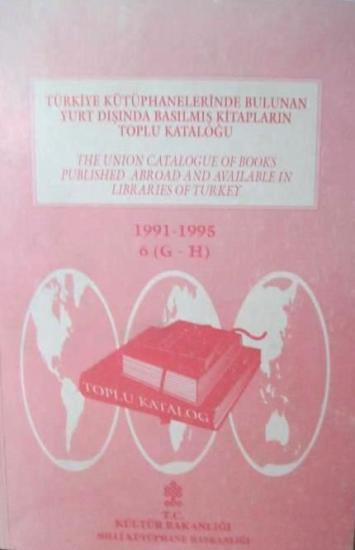 TÜRKİYE KÜTÜPHANELERİNDE BULUNAN
YURT DIŞINDA BASILMIŞ KİTAPLARIN
TOPLU KATALOĞU
THE UNION CATALOGUE OF BOOKS
PUBLISHED ABROAD AND AVAILABLE IN
LIBRARIES OF TURKEY
1991-1995
6 (G - H)
TOPLU KATALOG
T.C.
KÜLTÜR BAKANLIĞI
MİLLİ KÜTÜPHANE BAŞKANLIĞI